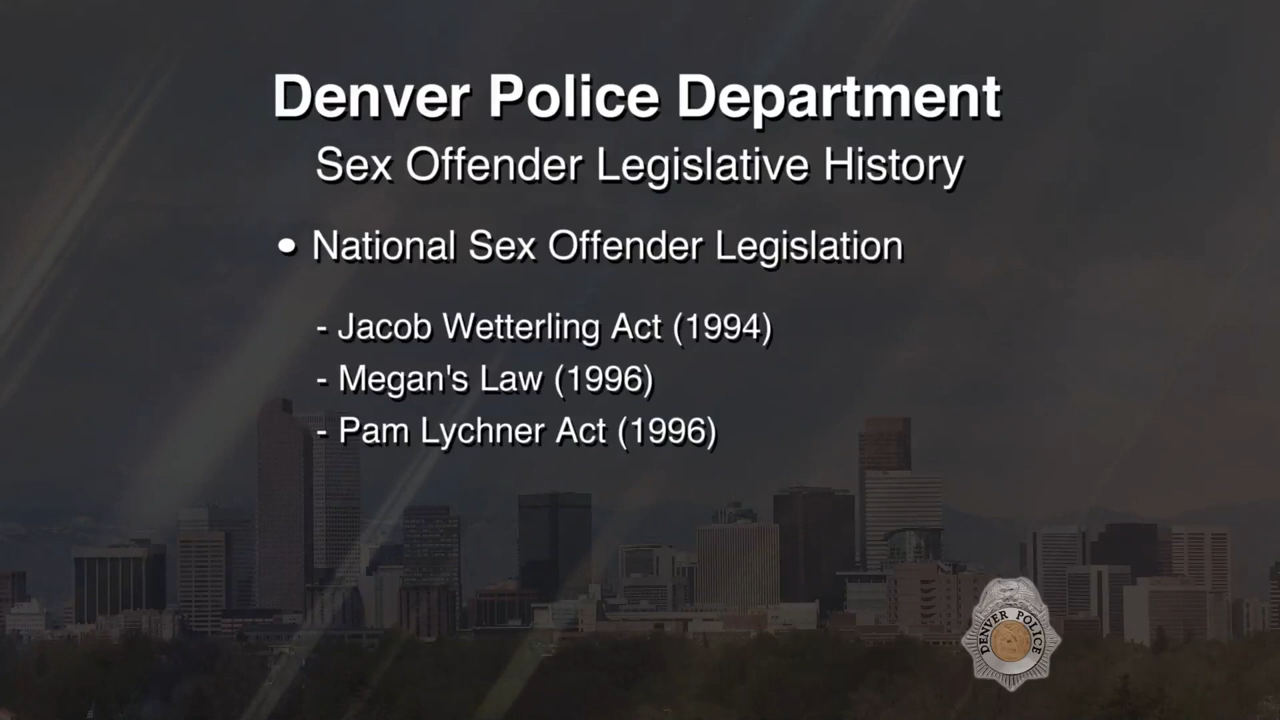 Denver Police Department
Sex Offender Legislative History
• National Sex Offender Legislation
- Jacob Wetterling Act (1994)
- Megan's Law (1996)
- Pam Lychner Act (1996)
DENVER POLICE